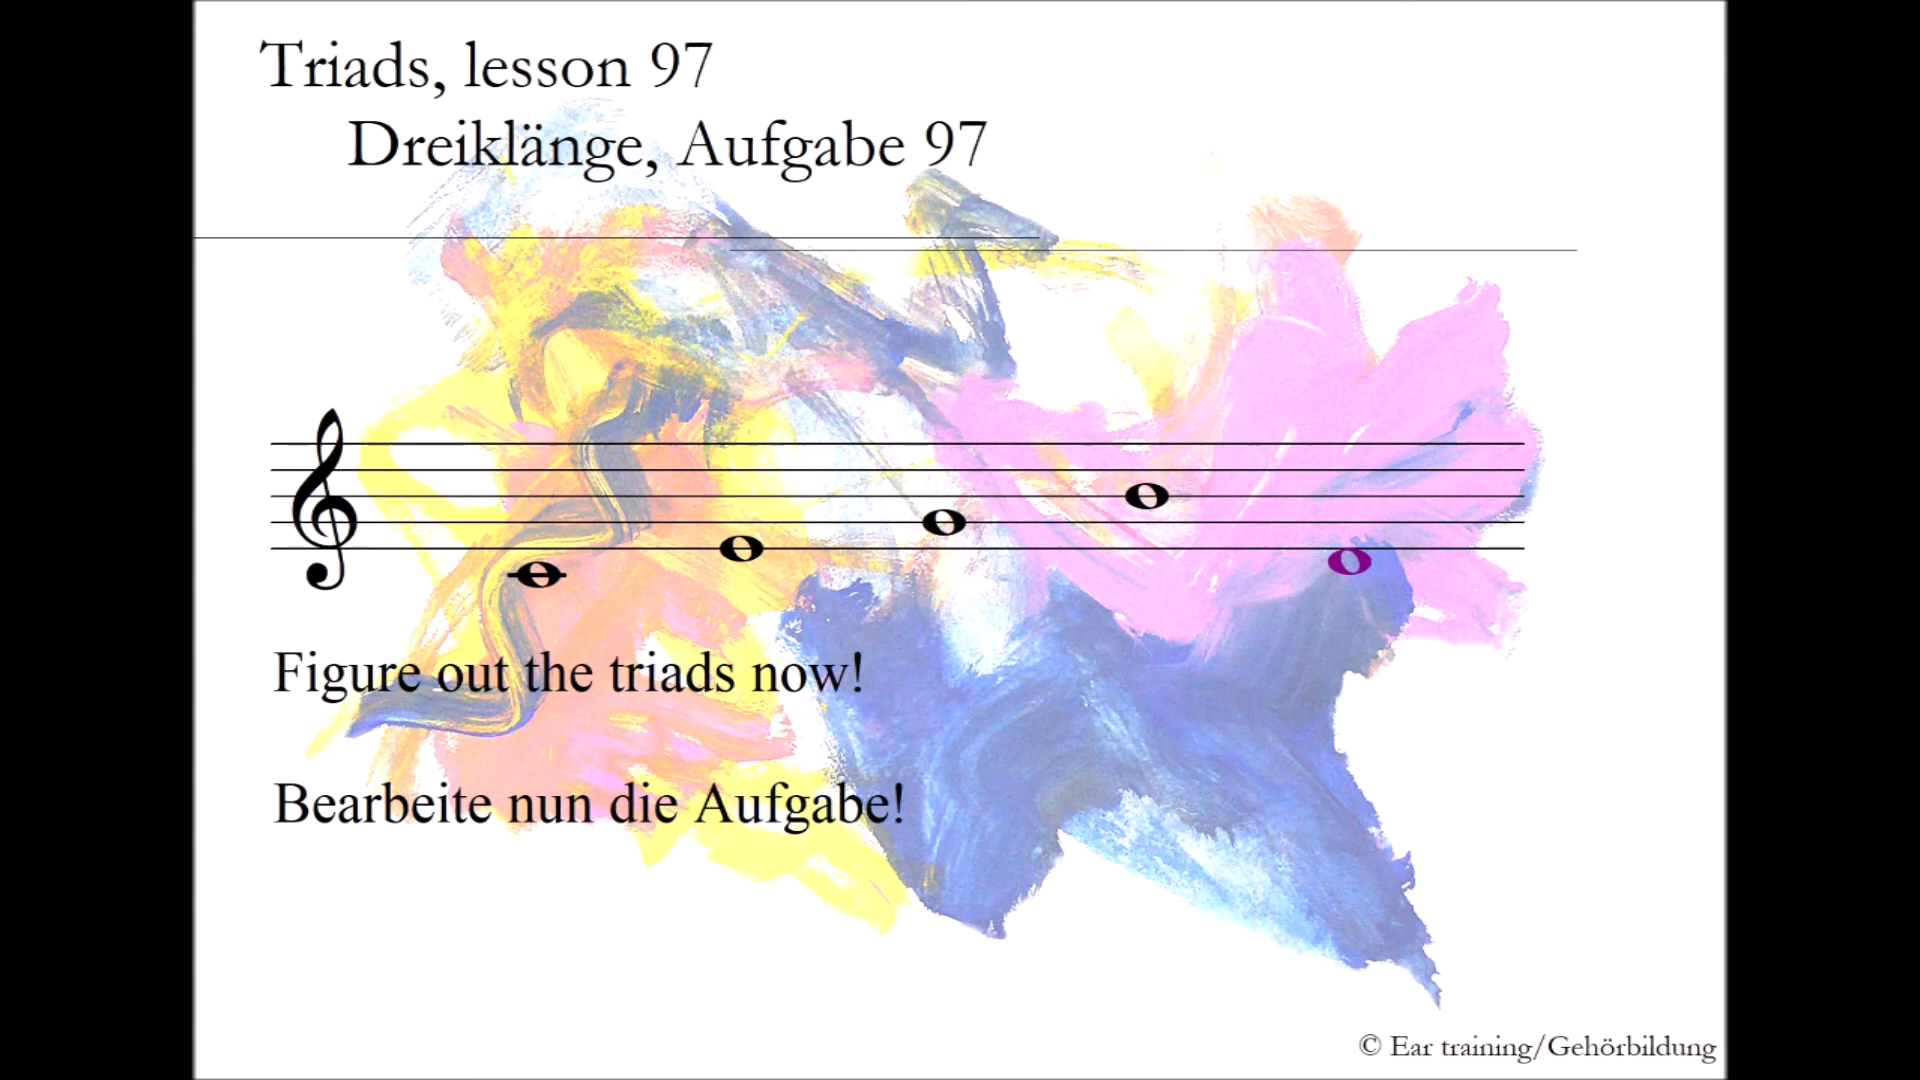 Triads, lesson 97
Dreiklänge, Aufgabe 97
Figure out the triads now!
Bearbeite nun die Aufgabe!
© Ear training/Gehörbildung